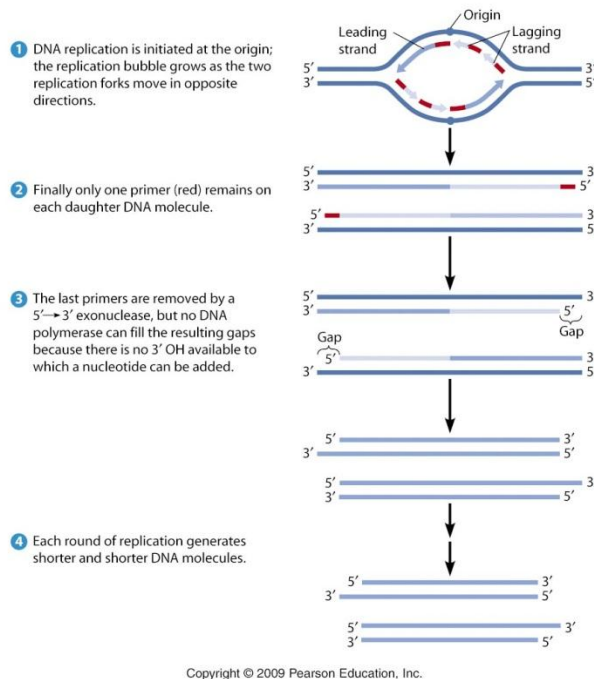 Origin
Leading strand
Lagging strand
1 DNA replication is initiated at the origin;
the replication bubble grows as the two
replication forks move in opposite
directions.
5′ 3′
3′ 5′
2 Finally only one primer (red) remains on
each daughter DNA molecule.
5′ 3
3′ 5′
5′ 3
3′ 5
3 The last primers are removed by a
5′→3′ exonuclease, but no DNA
polymerase can fill the resulting gaps
because there is no 3′ OH available to
which a nucleotide can be added.
5′ 3
3′ 5′
Gap
Gap
5′ 3
3′ 5
5′ 3′
3′ 5′
5′ 3
3′ 5′
4 Each round of replication generates
shorter and shorter DNA molecules.
5′ 3′
3′ 5′
5′ 3′
3′ 5′
Copyright © 2009 Pearson Education, Inc.